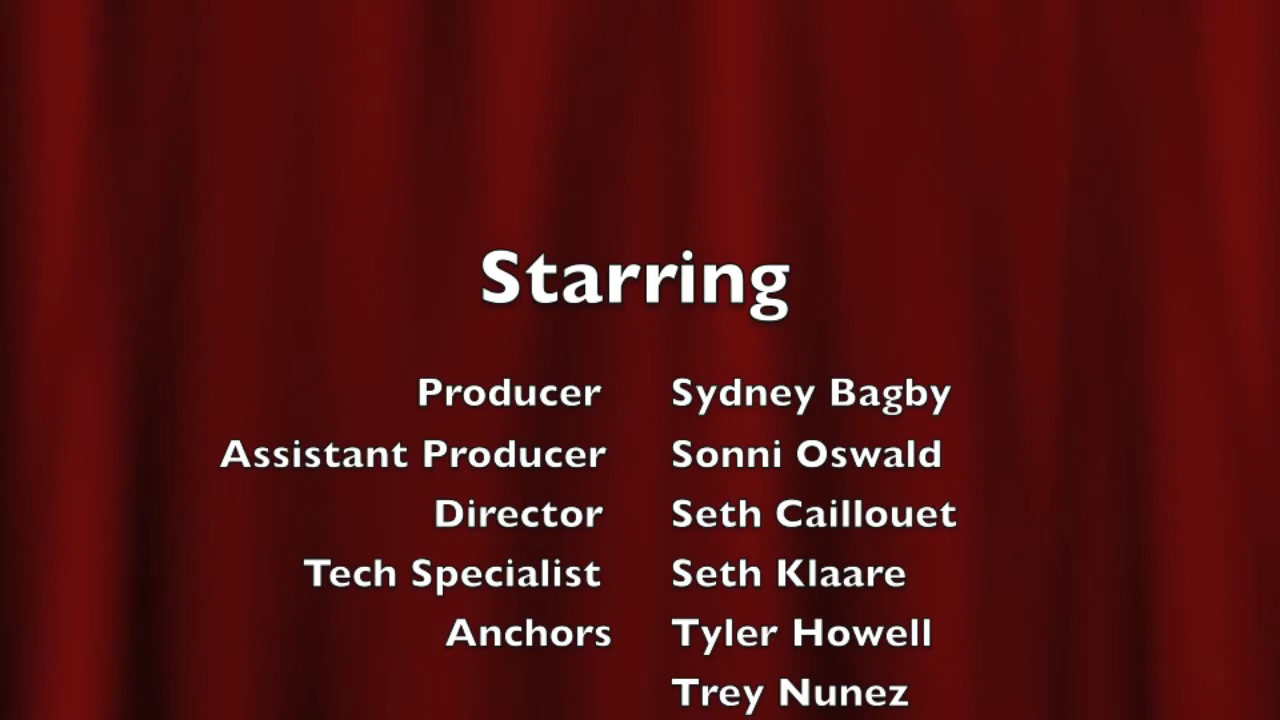 Starring
Producer Sydney Bagby
Assistant Producer Sonni Oswald
Director Seth Caillouet
Tech Specialist Seth Klaare
Anchors Tyler Howell
Trey Nunez